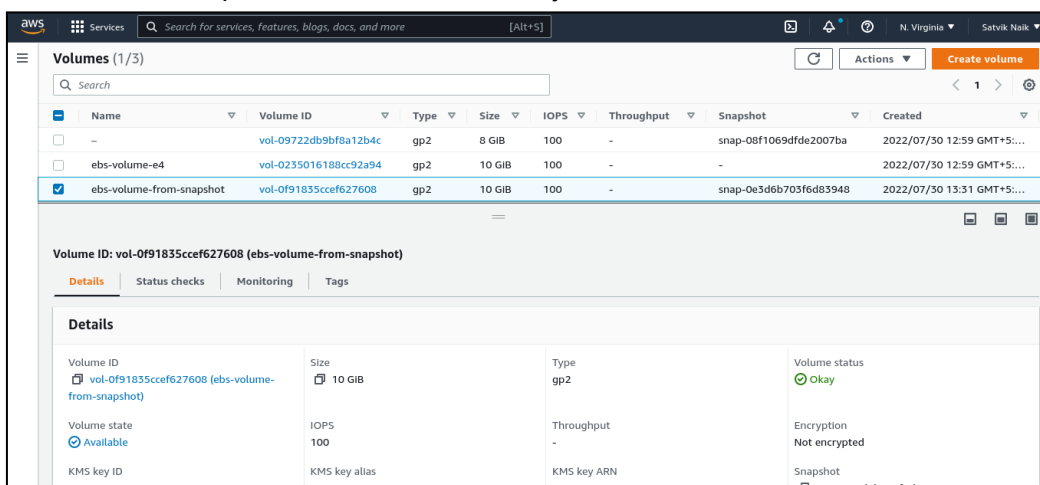 aws Services Search for services, features, blogs, docs, and more [Alt+S] N. Virginia Satvik Naik
Volumes (1/3) Actions Create volume
Search 1
Name Volume ID Type Size IOPS Throughput Snapshot Created
– vol-09722db9bf8a12b4c gp2 8 GiB 100 - snap-08f1069dfde2007ba 2022/07/30 12:59 GMT+5:...
ebs-volume-e4 vol-0235016188cc92a94 gp2 10 GiB 100 - - 2022/07/30 12:59 GMT+5:...
ebs-volume-from-snapshot vol-0f91835ccef627608 gp2 10 GiB 100 - snap-0e3d6b703f6d83948 2022/07/30 13:31 GMT+5:...
Volume ID: vol-0f91835ccef627608 (ebs-volume-from-snapshot)
Details Status checks Monitoring Tags
Details
Volume ID Size Type Volume status
vol-0f91835ccef627608 (ebs-volume- 10 GiB gp2 Okay
from-snapshot)
Volume state IOPS Throughput Encryption
Available 100 - Not encrypted
KMS key ID KMS key alias KMS key ARN Snapshot